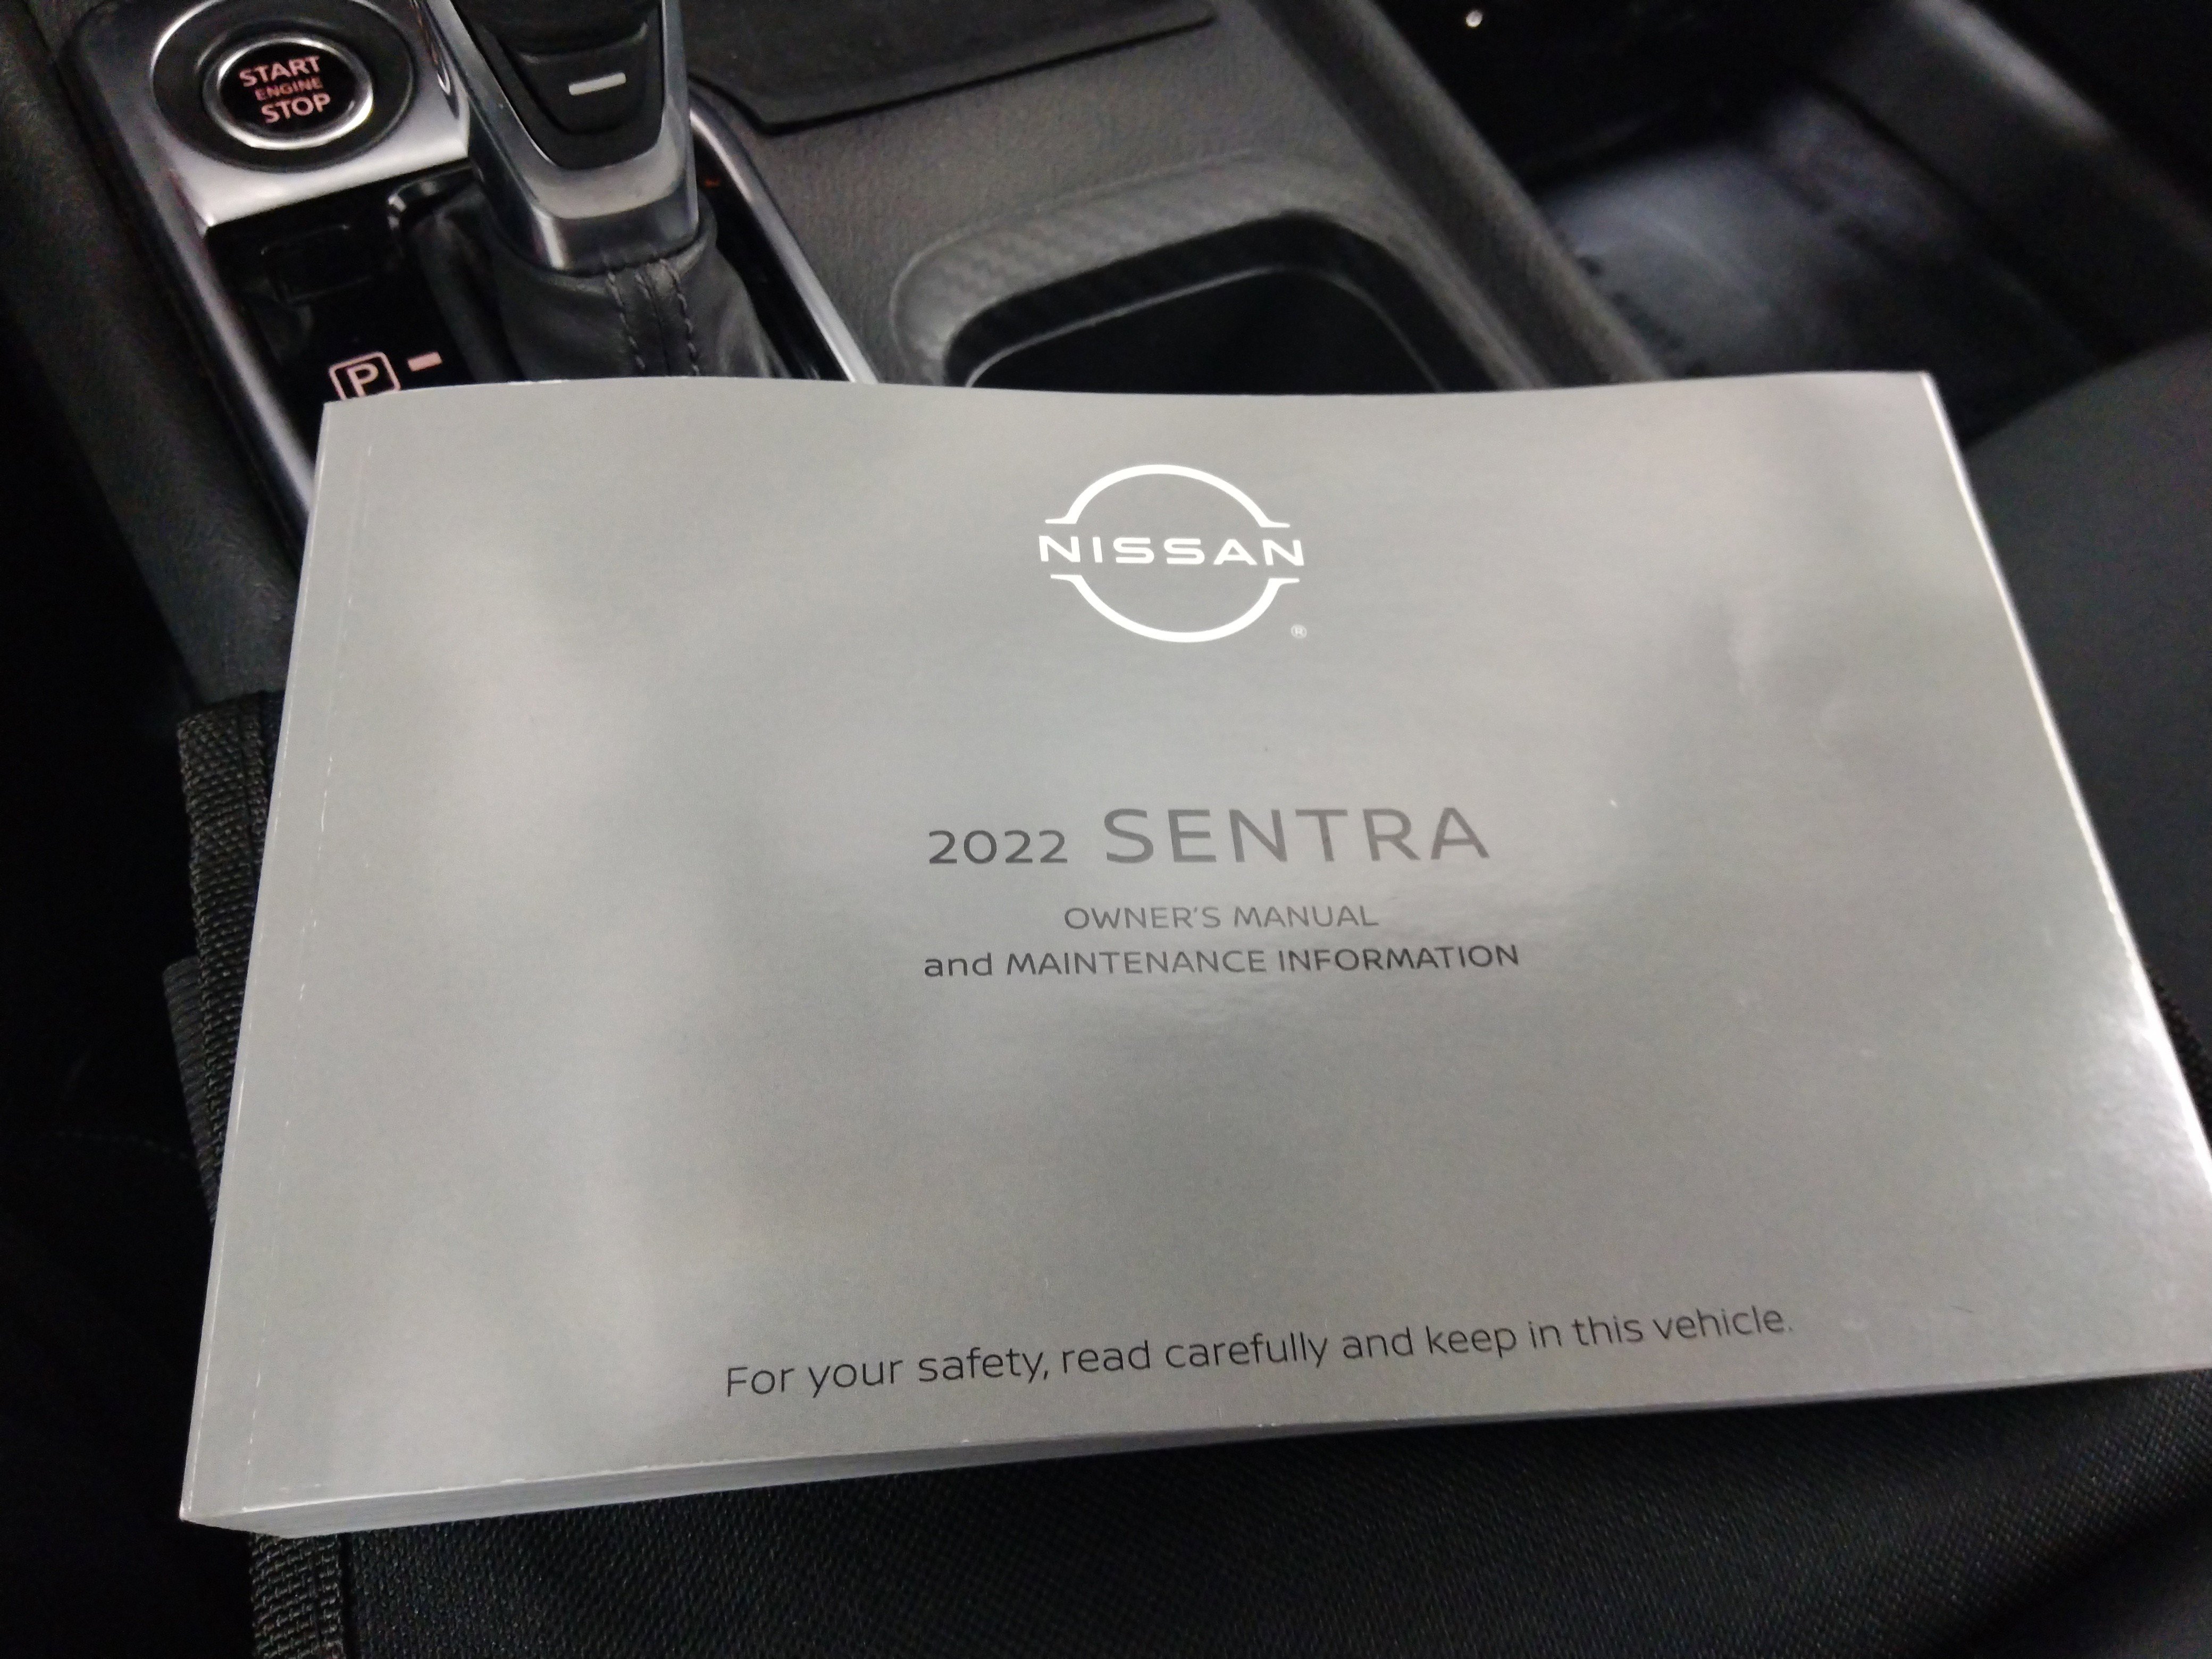 START
ENGINE
STOP
P
NISSAN
®
2022 SENTRA
OWNER'S MANUAL
and MAINTENANCE INFORMATION
For your safety, read carefully and keep in this vehicle.